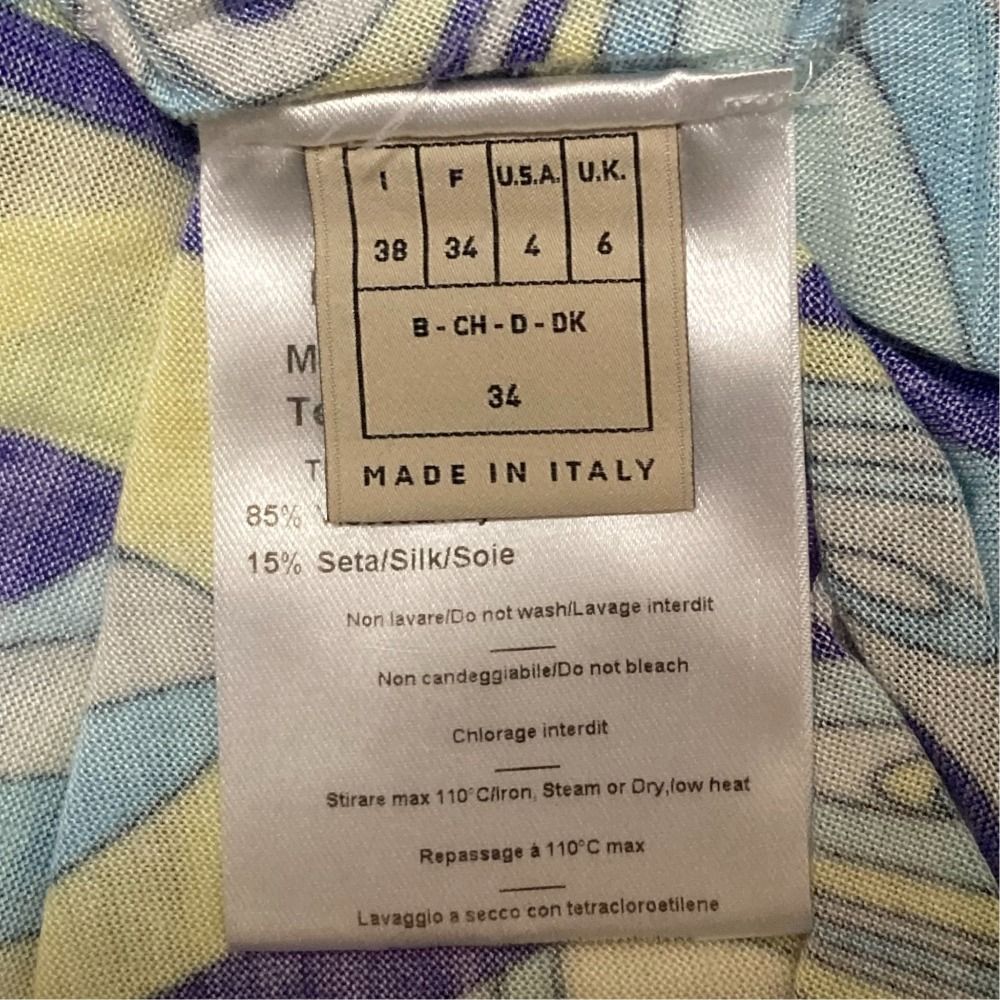 I F U.S.A. U.K.
38 34 4 6
B - CH - D - DK
34
MADE IN ITALY
85%
15% Seta/Silk/Soie
Non lavare/Do not wash/Lavage interdit
Non candeggiabile/Do not bleach
Chlorage interdit
Stirare max 110°C/Iron, Steam or Dry,low heat
Repassage à 110°C max
Lavaggio a secco con tetracloroetilene